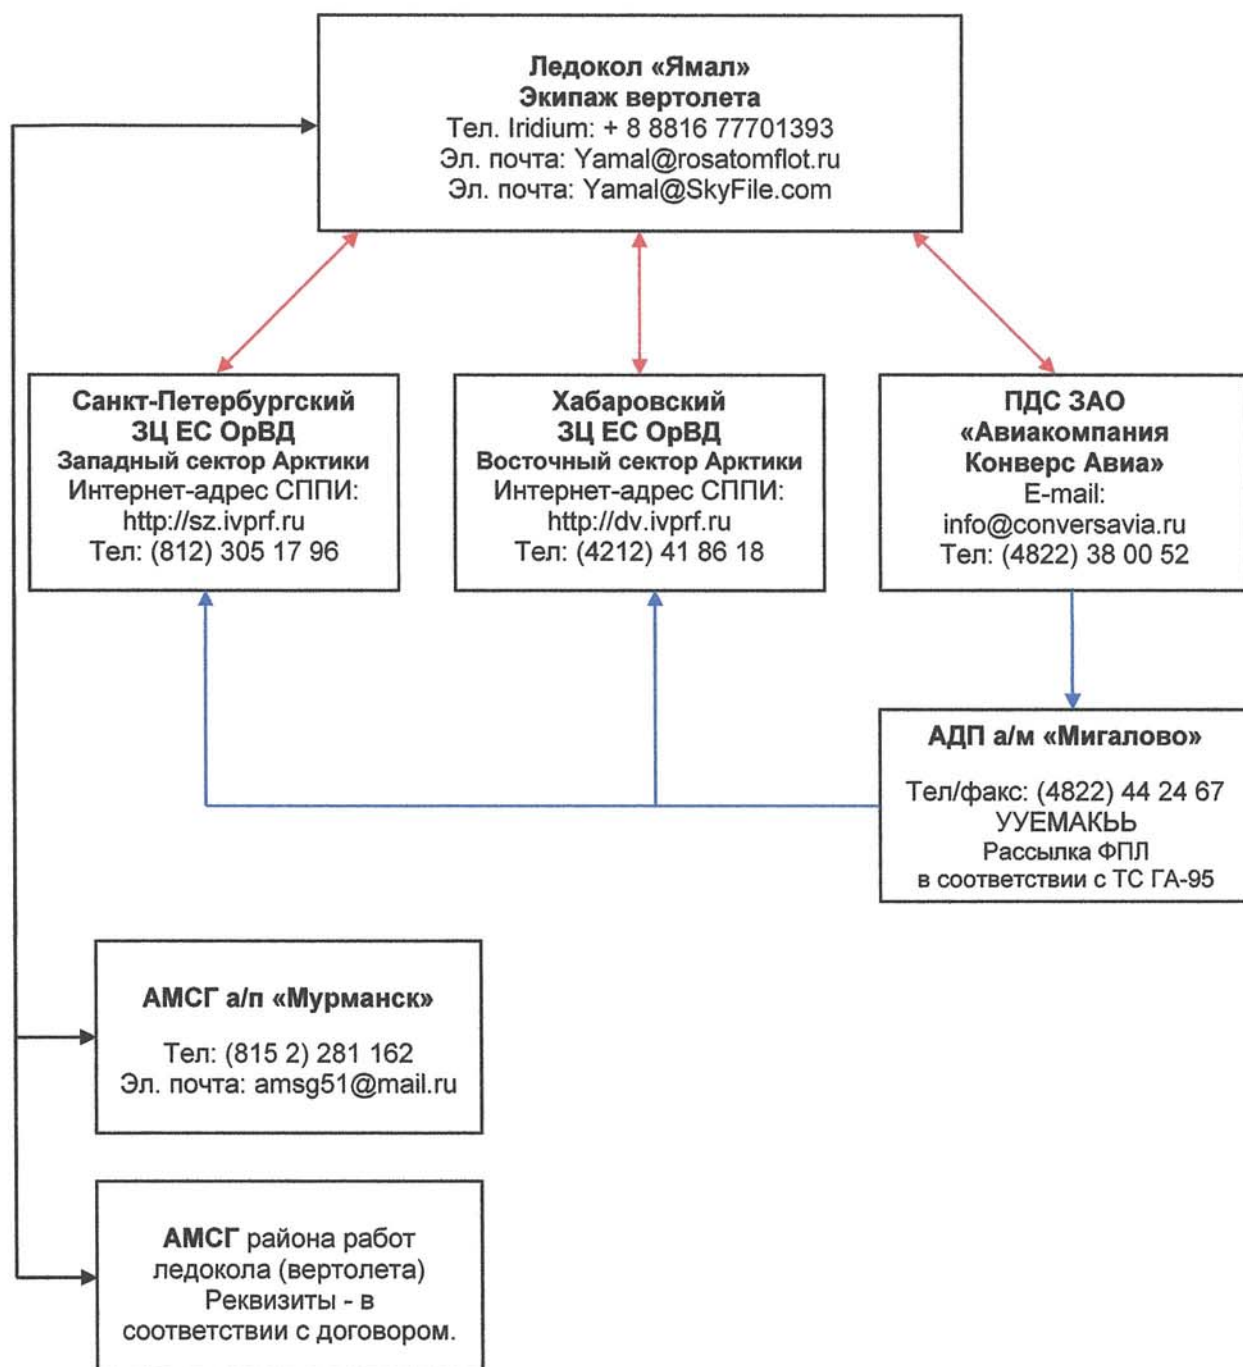 Ледокол «Ямал»
Экипаж вертолета
Тел. Iridium: + 8 8816 77701393
Эл. почта: Yamal@rosatomflot.ru
Эл. почта: Yamal@SkyFile.com
Санкт-Петербургский
ЗЦ ЕС ОрВД
Западный сектор Арктики
Интернет-адрес СППИ:
http://sz.ivprf.ru
Тел: (812) 305 17 96
Хабаровский
ЗЦ ЕС ОрВД
Восточный сектор Арктики
Интернет-адрес СППИ:
http://dv.ivprf.ru
Тел: (4212) 41 86 18
ПДС ЗАО
«Авиакомпания
Конверс Авиа»
E-mail:
info@conversavia.ru
Тел: (4822) 38 00 52
АДП а/м «Мигалово»
Тел/факс: (4822) 44 24 67
УУЕМАКЬЬ
Рассылка ФПЛ
в соответствии с ТС ГА-95
АМСГ а/п «Мурманск»
Тел: (815 2) 281 162
Эл. почта: amsg51@mail.ru
АМСГ района работ
ледокола (вертолета)
Реквизиты - в
соответствии с договором.